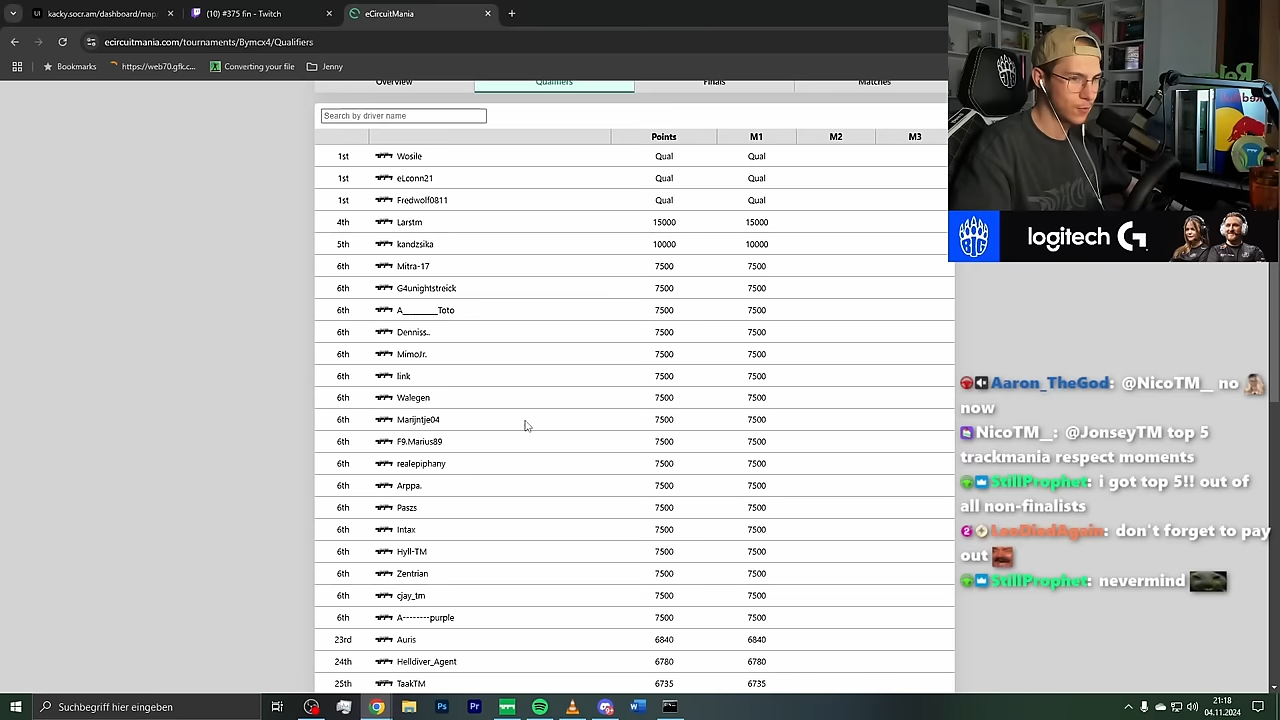 kacky.socr.am/dashboard/map
(10) #375 fin - Twitch
eCircuitMania
ecircuitmania.com/tournaments/Bymcx4/Qualifiers
Bookmarks
https://web70.gfk.c...
Converting your file
Jenny
Overview
Qualifiers
Finals
Matches
Search by driver name
Points M1 M2 M3
1st Wosile Qual Qual
1st eLconn21 Qual Qual
1st Fredwolf0811 Qual Qual
4th Larstm 15000 15000
5th kandzsika 10000 10000
6th Mitra-17 7500 7500
6th G4unightstreick 7500 7500
6th A_________Toto 7500 7500
6th Denniss.. 7500 7500
6th MimoJr. 7500 7500
6th link 7500 7500
6th Walegen 7500 7500
6th Marijntje04 7500 7500
6th F9.Marius89 7500 7500
6th realepiphany 7500 7500
6th Arppa. 7500 7500
6th Paszs 7500 7500
6th Intax 7500 7500
6th Hyll-TM 7500 7500
6th Zentrian 7500 7500
6th cjay_tm 7500 7500
6th A--------purple 7500 7500
23rd Auris 6840 6840
24th Helldiver_Agent 6780 6780
25th TaakTM 6735 6735
BIG
logitech G
Aaron_TheGod: @NicoTM__ no
now
NicoTM__: @JonseyTM top 5
trackmania respect moments
StillProphet: i got top 5!! out of
all non-finalists
LeoDiedAgain: don't forget to pay
out
StillProphet: nevermind
Suchbegriff hier eingeben
21:18
04.11.2024